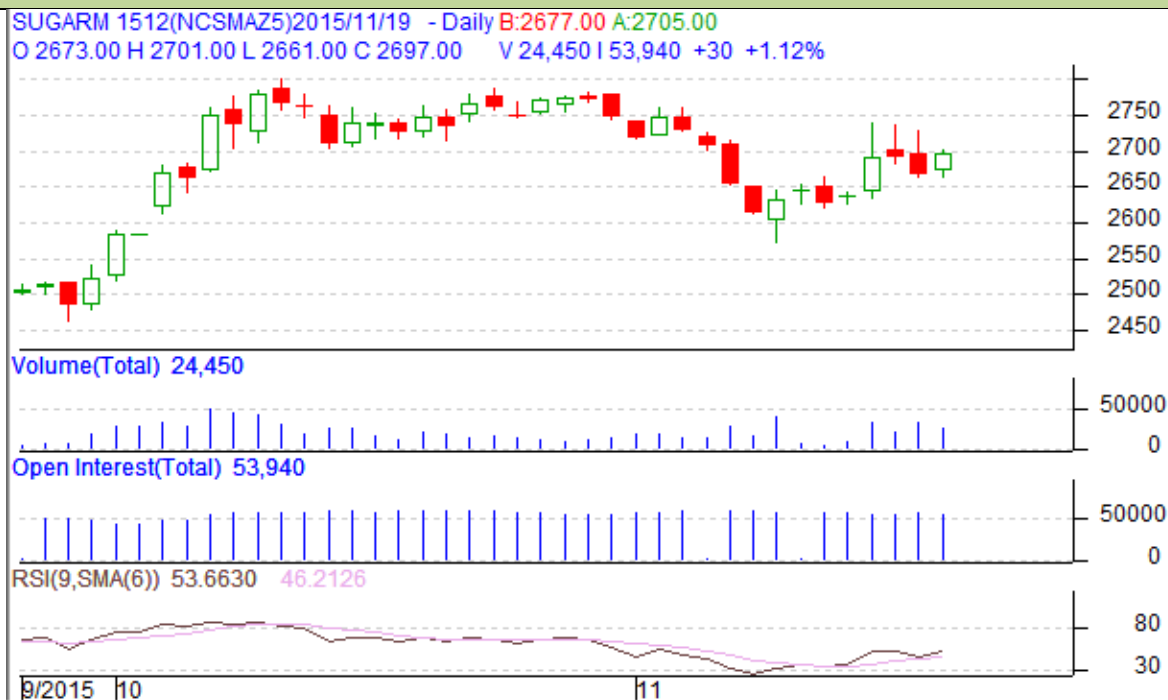 SUGARM 1512(NCSMAZ5)2015/11/19 - Daily B:2677.00 A:2705.00
O 2673.00 H 2701.00 L 2661.00 C 2697.00 V 24,450 I 53,940 +30 +1.12%
2750
2700
2650
2600
2550
2500
2450
Volume(Total) 24,450
50000
0
Open Interest(Total) 53,940
50000
0
RSI(9,SMA(6)) 53.6630 46.2126
80
30
9/2015 10 11